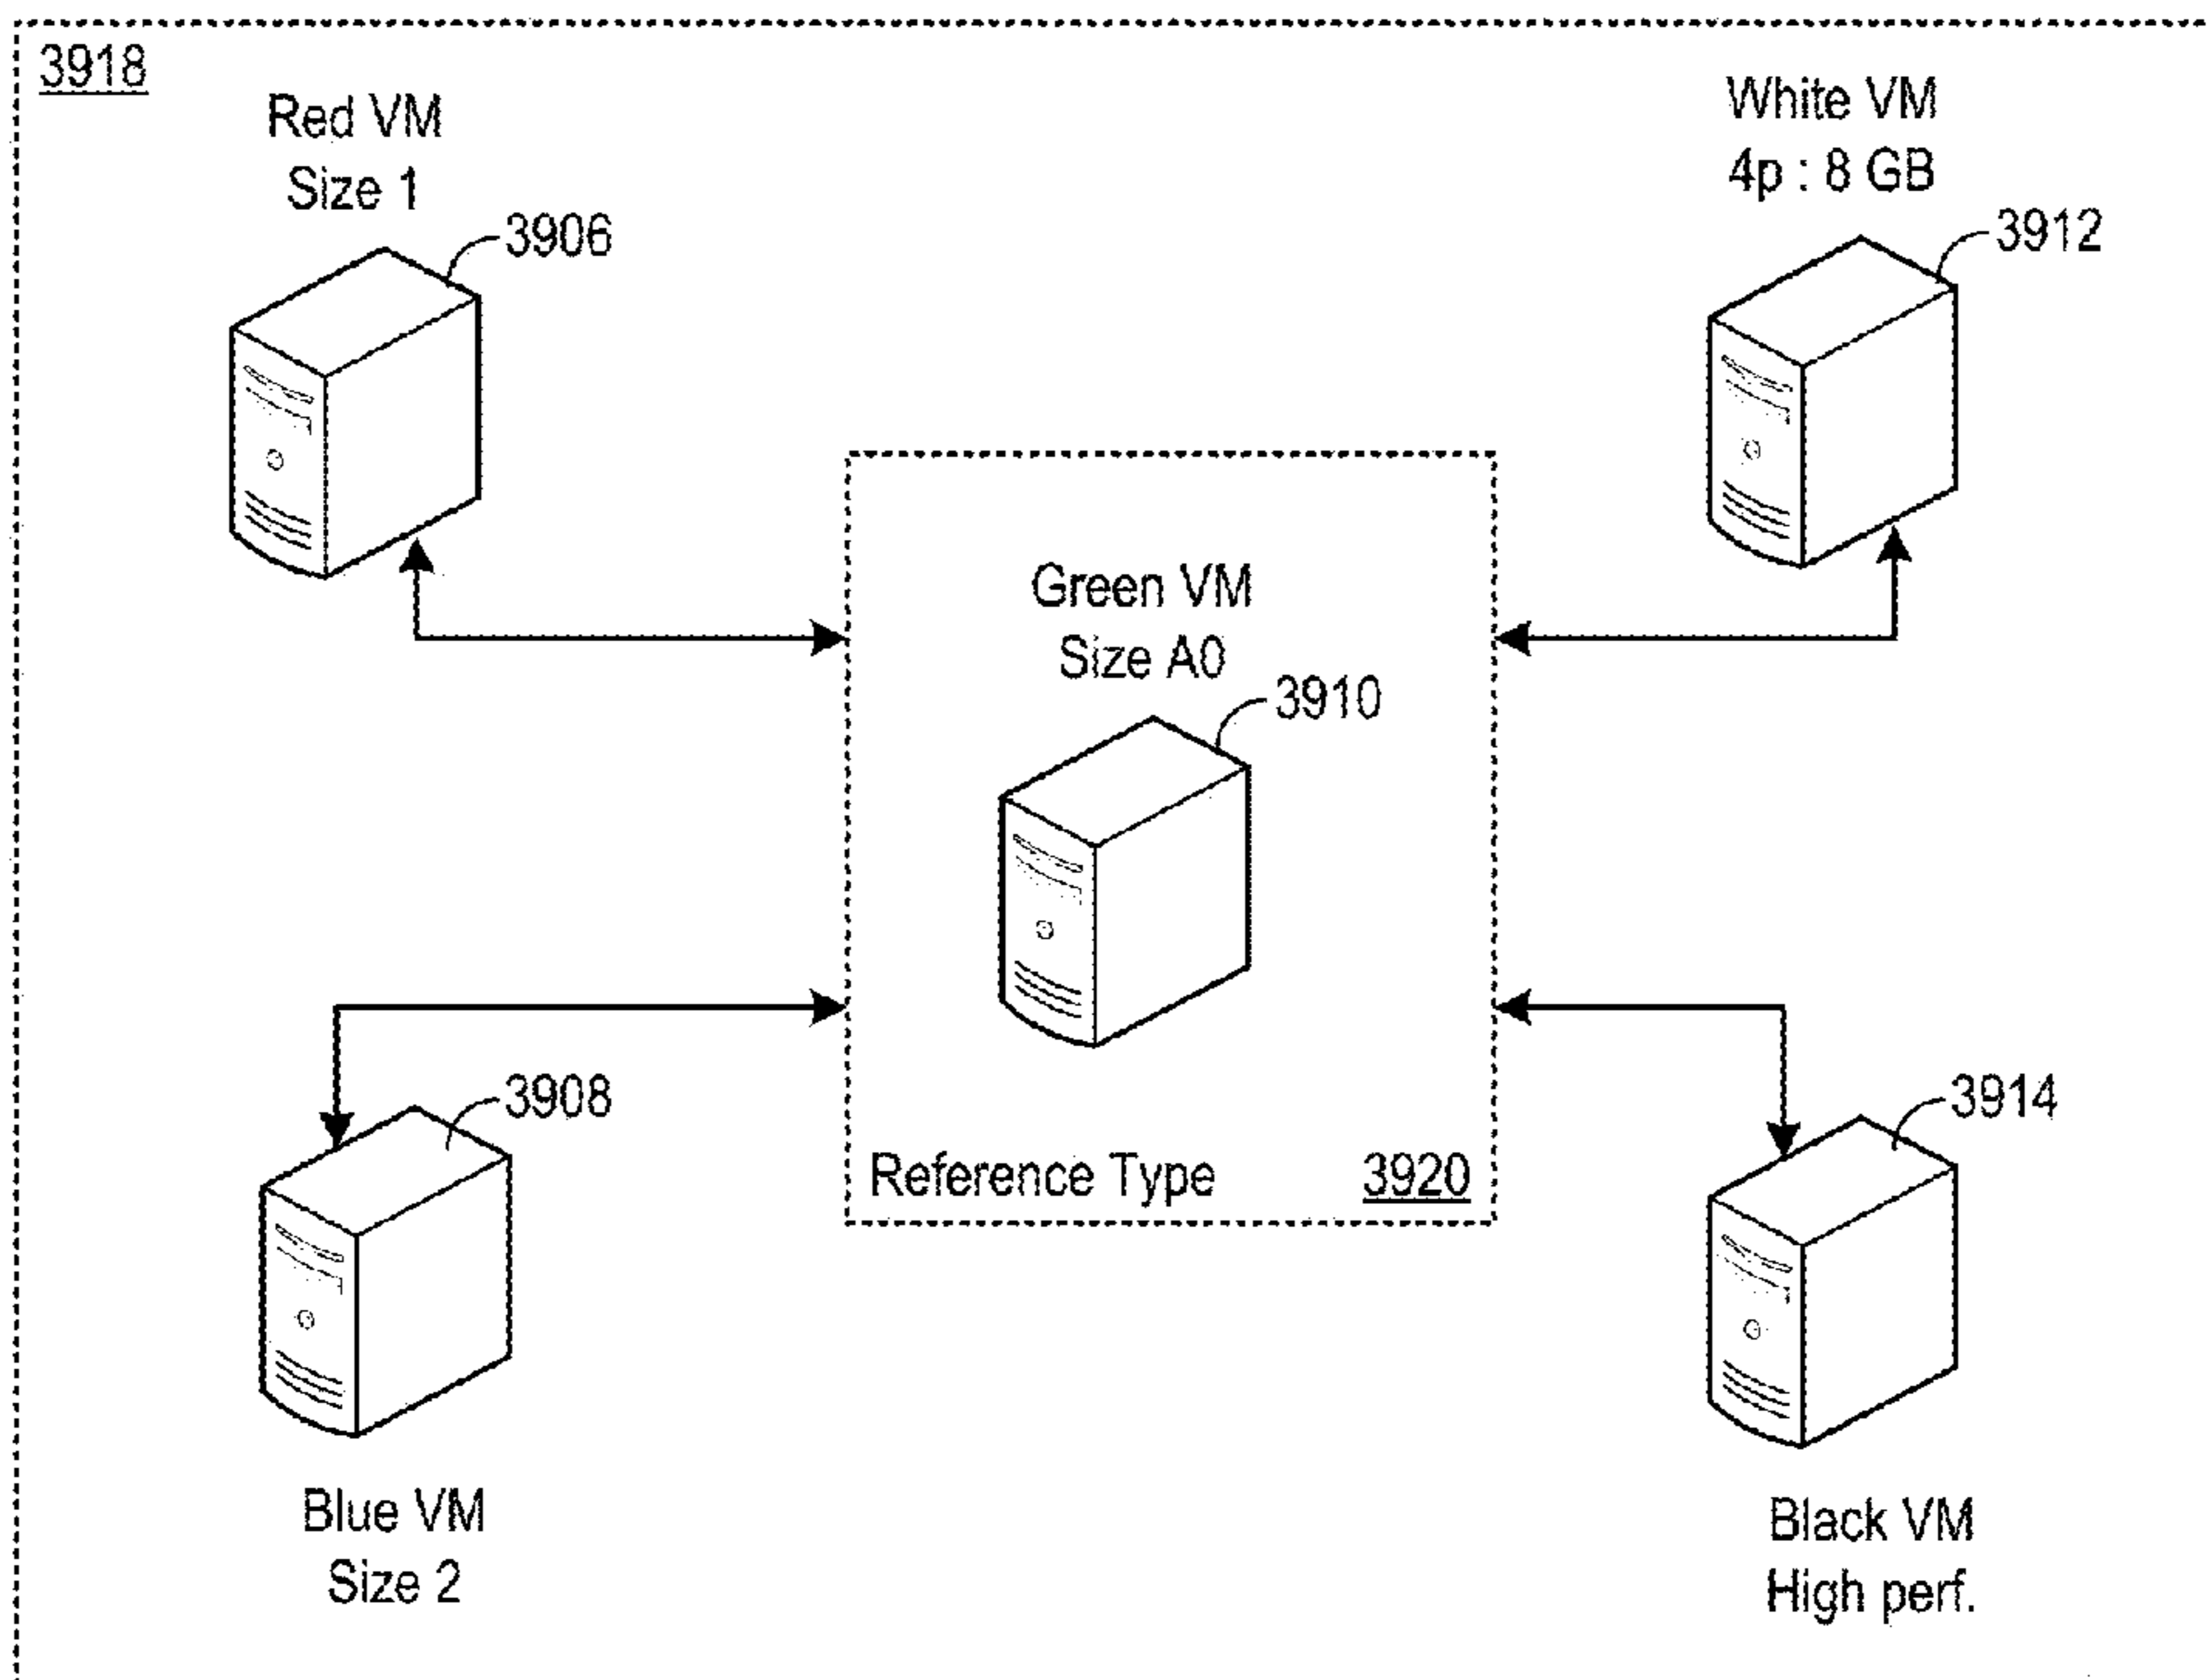 3918
Red VM
Size 1
3906
White VM
4p : 8 GB
3912
Green VM
Size A0
3910
Reference Type
3920
3908
Blue VM
Size 2
3914
Black VM
High perf.